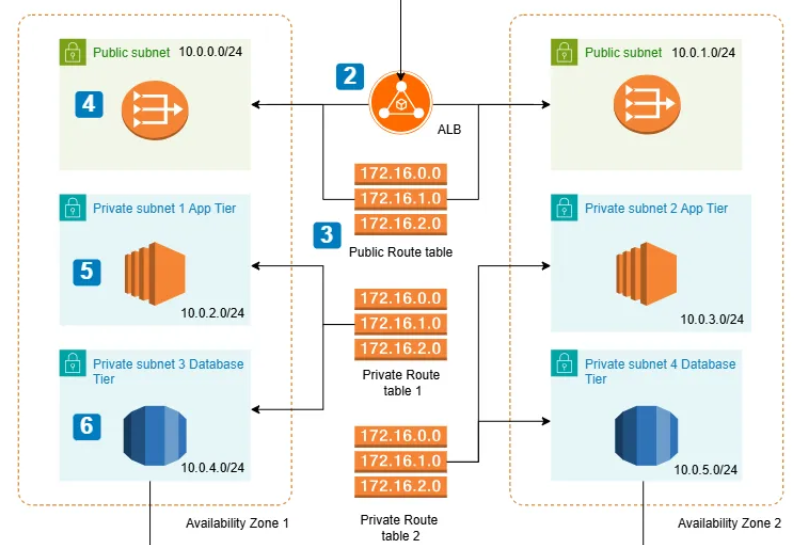 Public subnet 10.0.0.0/24
2
Public subnet 10.0.1.0/24
4
ALB
172.16.0.0
172.16.1.0
172.16.2.0
3
Public Route table
Private subnet 1 App Tier
5
10.0.2.0/24
Private subnet 2 App Tier
10.0.3.0/24
172.16.0.0
172.16.1.0
172.16.2.0
Private Route
table 1
Private subnet 3 Database
Tier
6
10.0.4.0/24
Private subnet 4 Database
Tier
10.0.5.0/24
172.16.0.0
172.16.1.0
172.16.2.0
Private Route
table 2
Availability Zone 1
Availability Zone 2